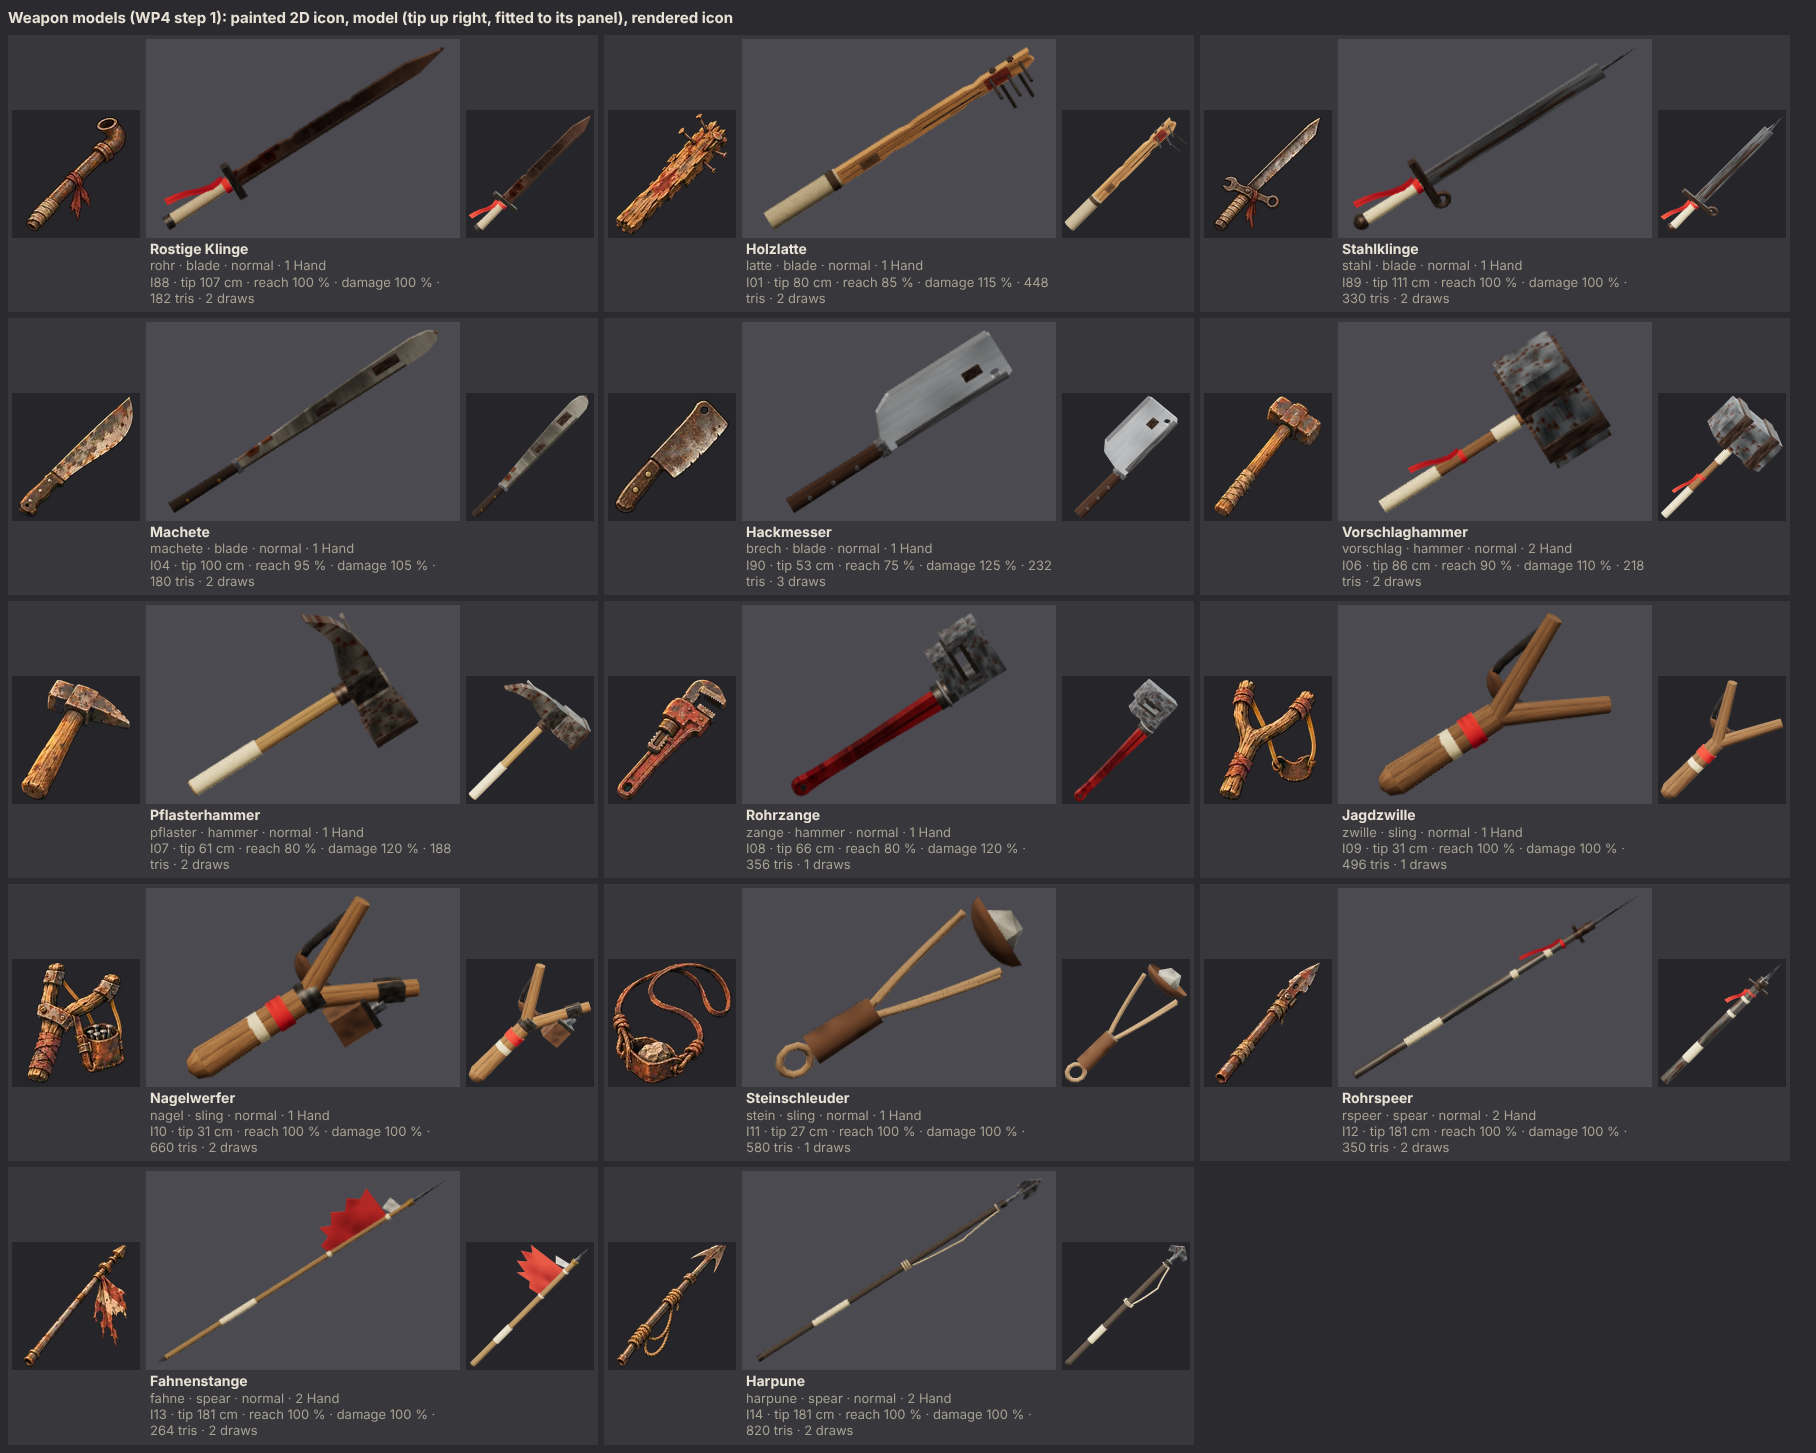 Weapon models (WP4 step 1): painted 2D icon, model (tip up right, fitted to its panel), rendered icon
Rostige Klinge
rohr · blade · normal · 1 Hand
I88 · tip 107 cm · reach 100 % · damage 100 % ·
182 tris · 2 draws
Holzlatte
latte · blade · normal · 1 Hand
I01 · tip 80 cm · reach 85 % · damage 115 % · 448
tris · 2 draws
Stahlklinge
stahl · blade · normal · 1 Hand
I89 · tip 111 cm · reach 100 % · damage 100 % ·
330 tris · 2 draws
Machete
machete · blade · normal · 1 Hand
I04 · tip 100 cm · reach 95 % · damage 105 % ·
180 tris · 2 draws
Hackmesser
brech · blade · normal · 1 Hand
I90 · tip 53 cm · reach 75 % · damage 125 % · 232
tris · 3 draws
Vorschlaghammer
vorschlag · hammer · normal · 2 Hand
I06 · tip 86 cm · reach 90 % · damage 110 % · 218
tris · 2 draws
Pflasterhammer
pflaster · hammer · normal · 1 Hand
I07 · tip 61 cm · reach 80 % · damage 120 % · 188
tris · 2 draws
Rohrzange
zange · hammer · normal · 1 Hand
I08 · tip 66 cm · reach 80 % · damage 120 % ·
356 tris · 1 draws
Jagdzwille
zwille · sling · normal · 1 Hand
I09 · tip 31 cm · reach 100 % · damage 100 % ·
496 tris · 1 draws
Nagelwerfer
nagel · sling · normal · 1 Hand
I10 · tip 31 cm · reach 100 % · damage 100 % ·
660 tris · 2 draws
Steinschleuder
stein · sling · normal · 1 Hand
I11 · tip 27 cm · reach 100 % · damage 100 % ·
580 tris · 1 draws
Rohrspeer
rspeer · spear · normal · 2 Hand
I12 · tip 181 cm · reach 100 % · damage 100 % ·
350 tris · 2 draws
Fahnenstange
fahne · spear · normal · 2 Hand
I13 · tip 181 cm · reach 100 % · damage 100 % ·
264 tris · 2 draws
Harpune
harpune · spear · normal · 2 Hand
I14 · tip 181 cm · reach 100 % · damage 100 % ·
820 tris · 2 draws